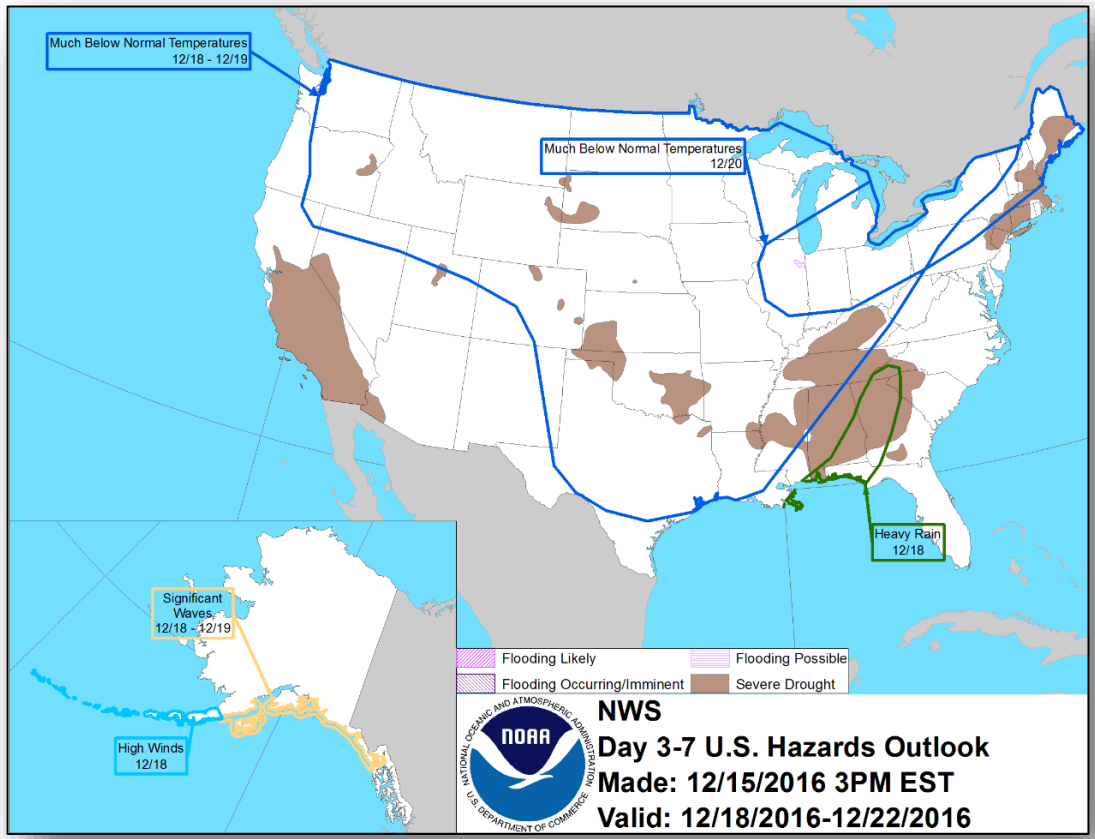 Much Below Normal Temperatures
12/18 - 12/19
Much Below Normal Temperatures
12/20
Heavy Rain
12/18
Significant
Waves
12/18 - 12/19
High Winds
12/18
Flooding Likely
Flooding Possible
Flooding Occurring/Imminent
Severe Drought
NATIONAL OCEANIC AND ATMOSPHERIC ADMINISTRATION
NOAA
U.S. DEPARTMENT OF COMMERCE
NWS
Day 3-7 U.S. Hazards Outlook
Made: 12/15/2016 3PM EST
Valid: 12/18/2016-12/22/2016